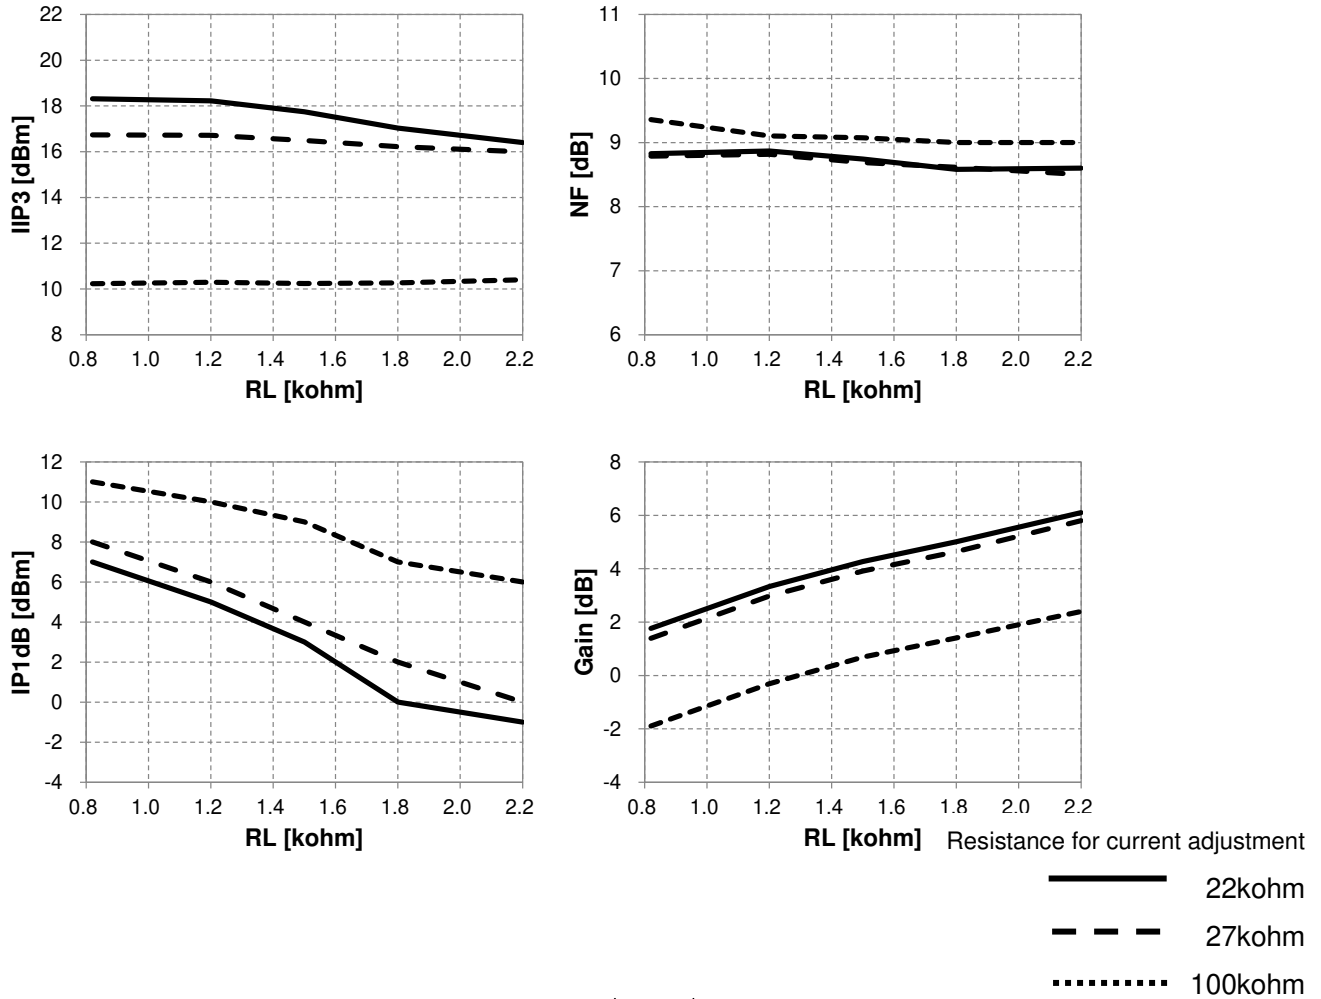 22
20
18
16
14
12
10
8
IIP3 [dBm]
0.8 1.0 1.2 1.4 1.6 1.8 2.0 2.2
RL [kohm]
11
10
9
8
7
6
NF [dB]
0.8 1.0 1.2 1.4 1.6 1.8 2.0 2.2
RL [kohm]
12
10
8
6
4
2
0
-2
-4
IP1dB [dBm]
0.8 1.0 1.2 1.4 1.6 1.8 2.0 2.2
RL [kohm]
8
6
4
2
0
-2
-4
Gain [dB]
0.8 1.0 1.2 1.4 1.6 1.8 2.0 2.2
RL [kohm]
Resistance for current adjustment
22kohm
27kohm
100kohm